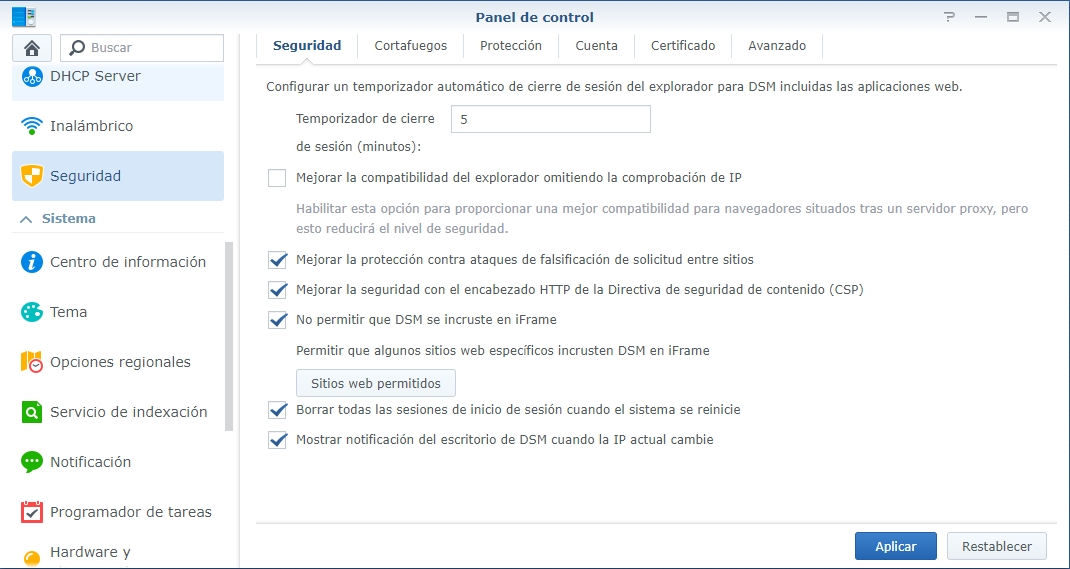 Panel de control
Buscar
DHCP Server
Inalámbrico
Seguridad
Sistema
Centro de información
Tema
Opciones regionales
Servicio de indexación
Notificación
Programador de tareas
Hardware y
Seguridad
Cortafuegos
Protección
Cuenta
Certificado
Avanzado
Configurar un temporizador automático de cierre de sesión del explorador para DSM incluidas las aplicaciones web.
Temporizador de cierre 5
de sesión (minutos):
Mejorar la compatibilidad del explorador omitiendo la comprobación de IP
Habilitar esta opción para proporcionar una mejor compatibilidad para navegadores situados tras un servidor proxy, pero
esto reducirá el nivel de seguridad.
Mejorar la protección contra ataques de falsificación de solicitud entre sitios
Mejorar la seguridad con el encabezado HTTP de la Directiva de seguridad de contenido (CSP)
No permitir que DSM se incruste en iFrame
Permitir que algunos sitios web específicos incrusten DSM en iFrame
Sitios web permitidos
Borrar todas las sesiones de inicio de sesión cuando el sistema se reinicie
Mostrar notificación del escritorio de DSM cuando la IP actual cambie
Aplicar
Restablecer